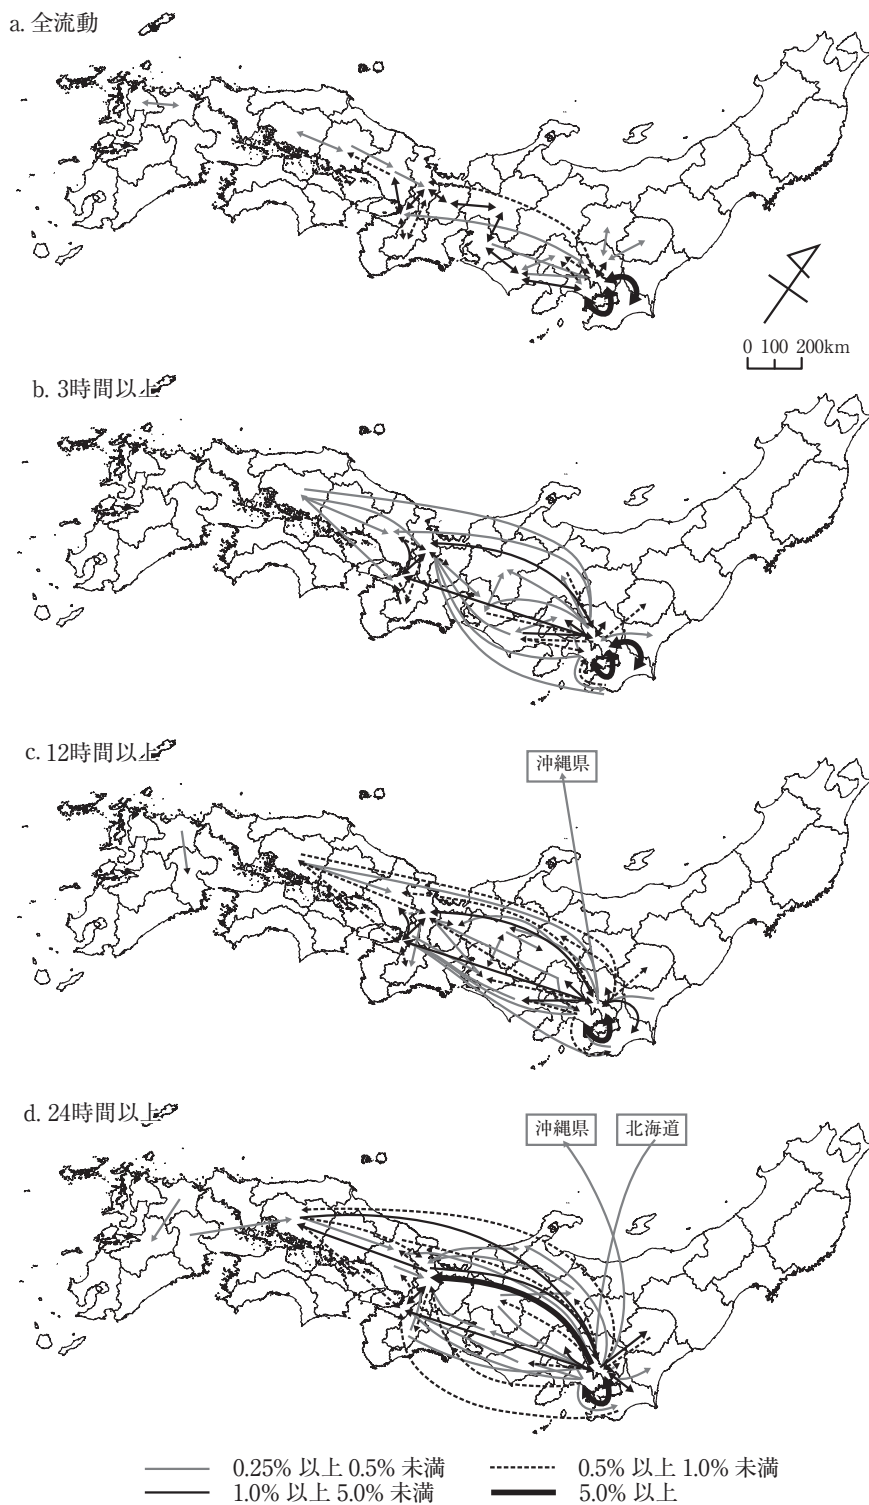 a. 全流動
0 100 200km
b. 3時間以上
c. 12時間以上
沖縄県
d. 24時間以上
沖縄県 北海道
0.25% 以上 0.5% 未満 0.5% 以上 1.0% 未満
1.0% 以上 5.0% 未満 5.0% 以上